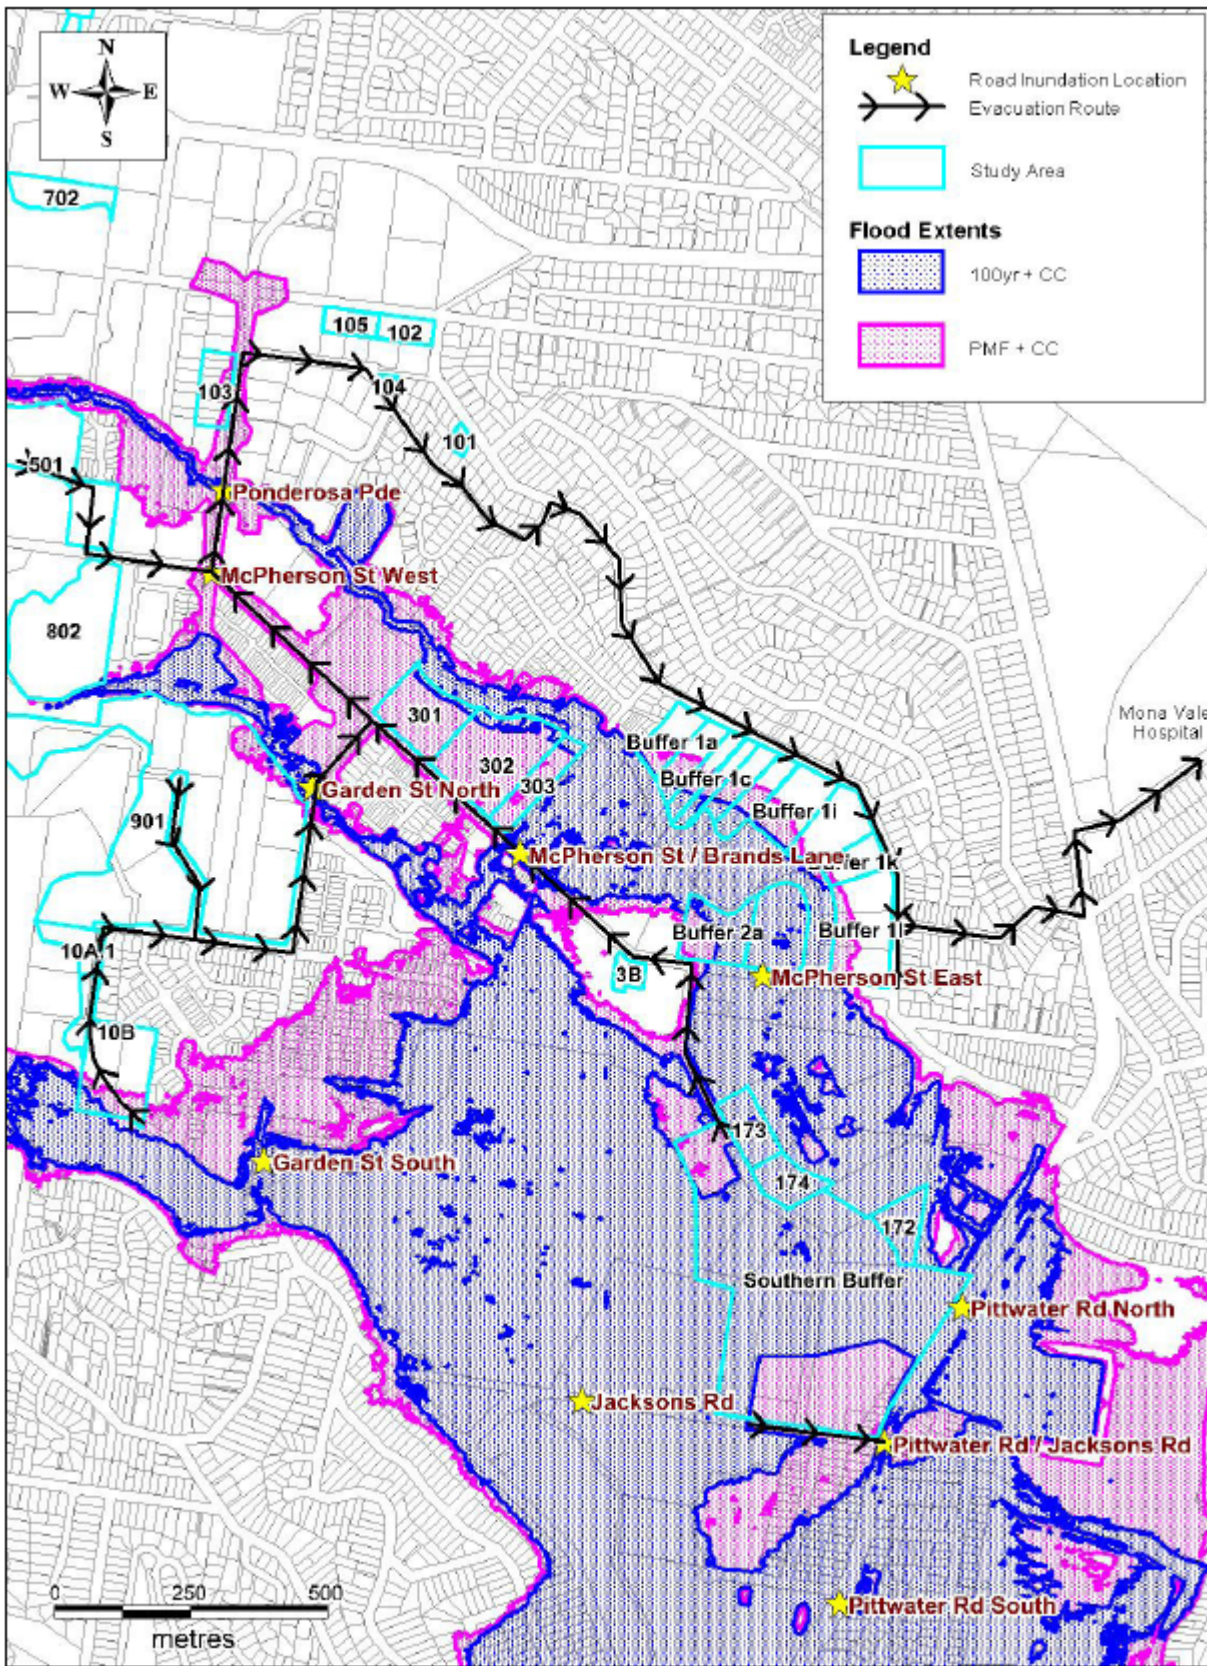 N
W E
S
Legend
Road Inundation Location
Evacuation Route
Study Area
Flood Extents
100yr + CC
PMF + CC
702
105
102
103
104
101
501
Ponderosa Pde
McPherson St West
802
Mona Vale
Hospital
301
Buffer 1a
302
Buffer 1c
303
Garden St North
Buffer 1i
901
McPherson St / Brands Lane
Buffer 1k
Buffer 2a
Buffer 1l
10A/1
3B
McPherson St East
10B
173
Garden St South
174
172
Southern Buffer
Pittwater Rd North
Jacksons Rd
Pittwater Rd / Jacksons Rd
0 250 500
Pittwater Rd South
metres